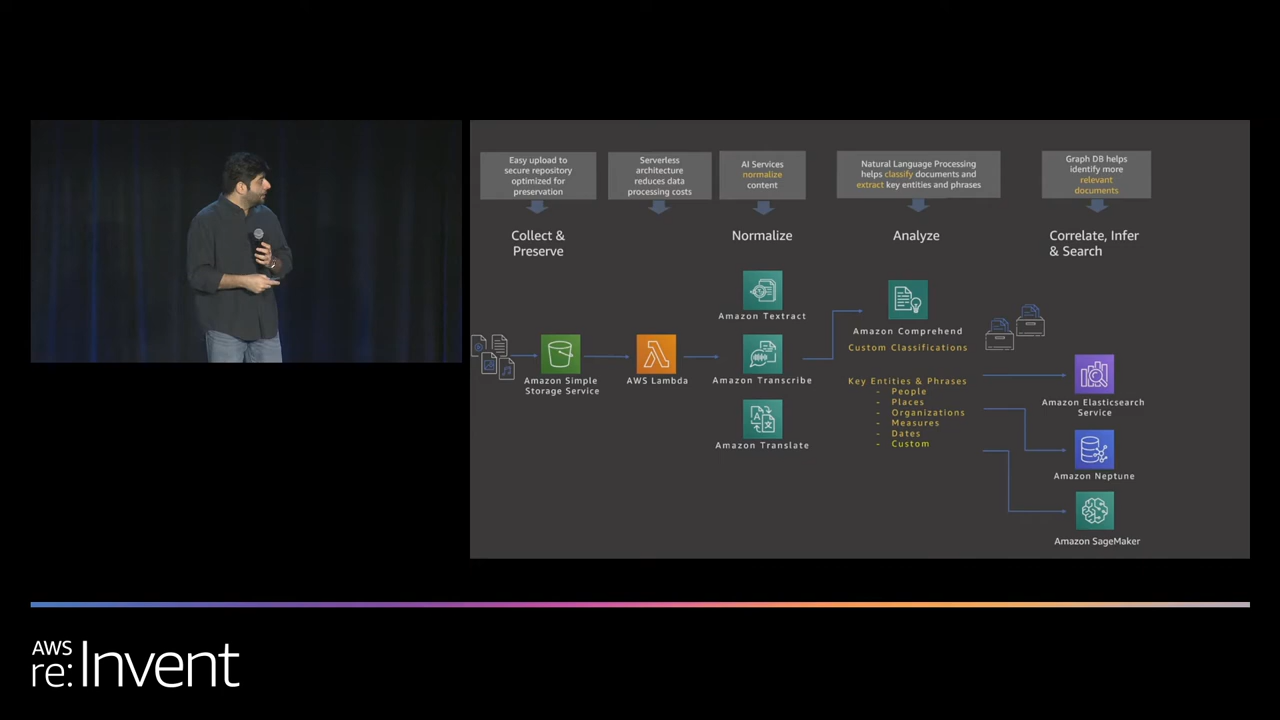 Easy upload to
secure repository
optimized for
preservation
Serverless
architecture
reduces data
processing costs
AI Services
normalize
content
Natural Language Processing
helps classify documents and
extract key entities and phrases
Graph DB helps
identify more
relevant
documents
Collect &
Preserve
Normalize
Analyze
Correlate, Infer
& Search
Amazon Textract
Amazon Comprehend
Custom Classifications
Amazon Simple
Storage Service
AWS Lambda
Amazon Transcribe
Key Entities & Phrases
- People
- Places
- Organizations
- Measures
- Dates
- Custom
Amazon Elasticsearch
Service
Amazon Translate
Amazon Neptune
Amazon SageMaker
AWS
re:Invent